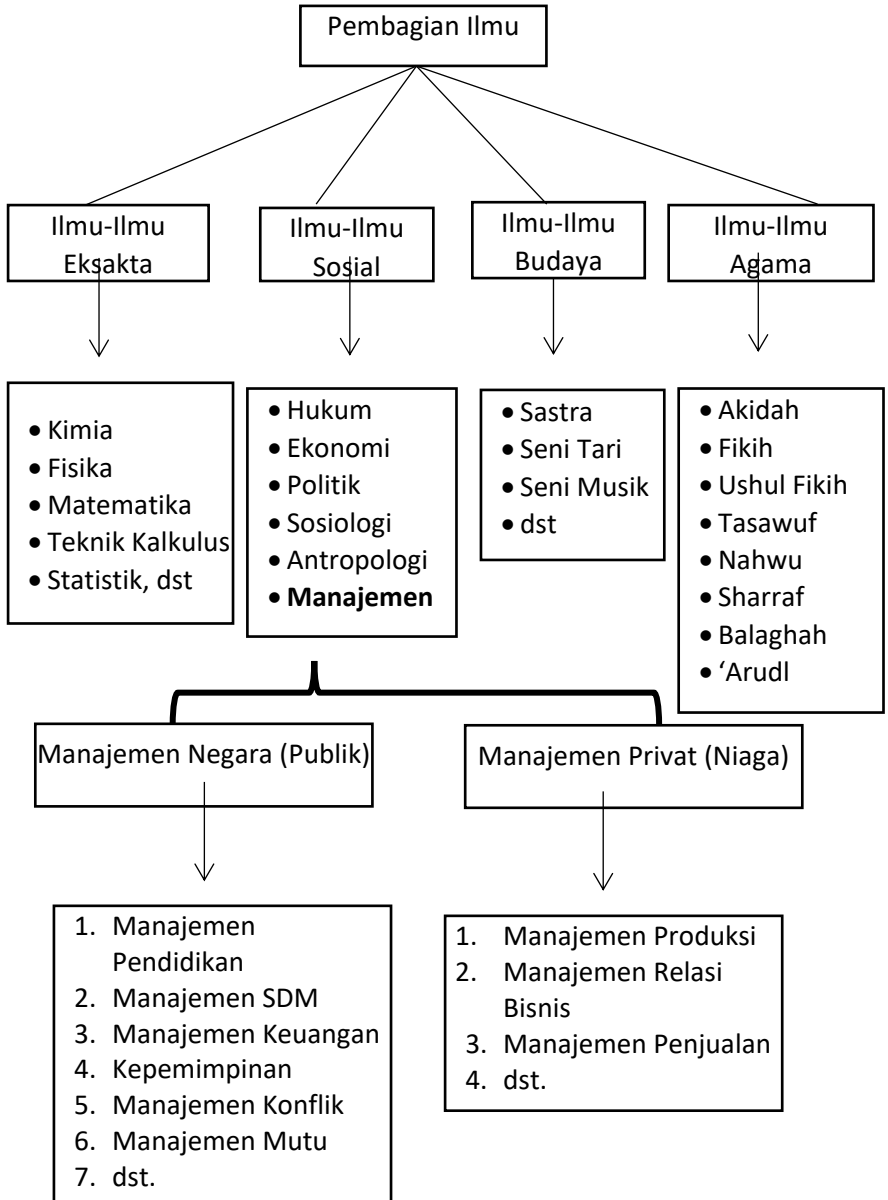 Pembagian Ilmu
Ilmu-Ilmu
Eksakta
Ilmu-Ilmu
Sosial
Ilmu-Ilmu
Budaya
Ilmu-Ilmu
Agama
• Kimia
• Fisika
• Matematika
• Teknik Kalkulus
• Statistik, dst
• Hukum
• Ekonomi
• Politik
• Sosiologi
• Antropologi
• Manajemen
• Sastra
• Seni Tari
• Seni Musik
• dst
• Akidah
• Fikih
• Ushul Fikih
• Tasawuf
• Nahwu
• Sharraf
• Balaghah
• ‘Arudl
Manajemen Negara (Publik)
Manajemen Privat (Niaga)
1. Manajemen
Pendidikan
2. Manajemen SDM
3. Manajemen Keuangan
4. Kepemimpinan
5. Manajemen Konflik
6. Manajemen Mutu
7. dst.
1. Manajemen Produksi
2. Manajemen Relasi
Bisnis
3. Manajemen Penjualan
4. dst.